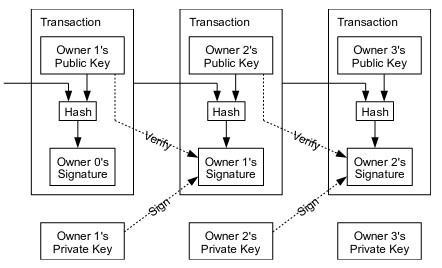 Transaction
Transaction
Transaction
Owner 1's
Public Key
Owner 2's
Public Key
Owner 3's
Public Key
Hash
Hash
Hash
Verify
Verify
Owner 0's
Signature
Owner 1's
Signature
Owner 2's
Signature
Sign
Sign
Owner 1's
Private Key
Owner 2's
Private Key
Owner 3's
Private Key